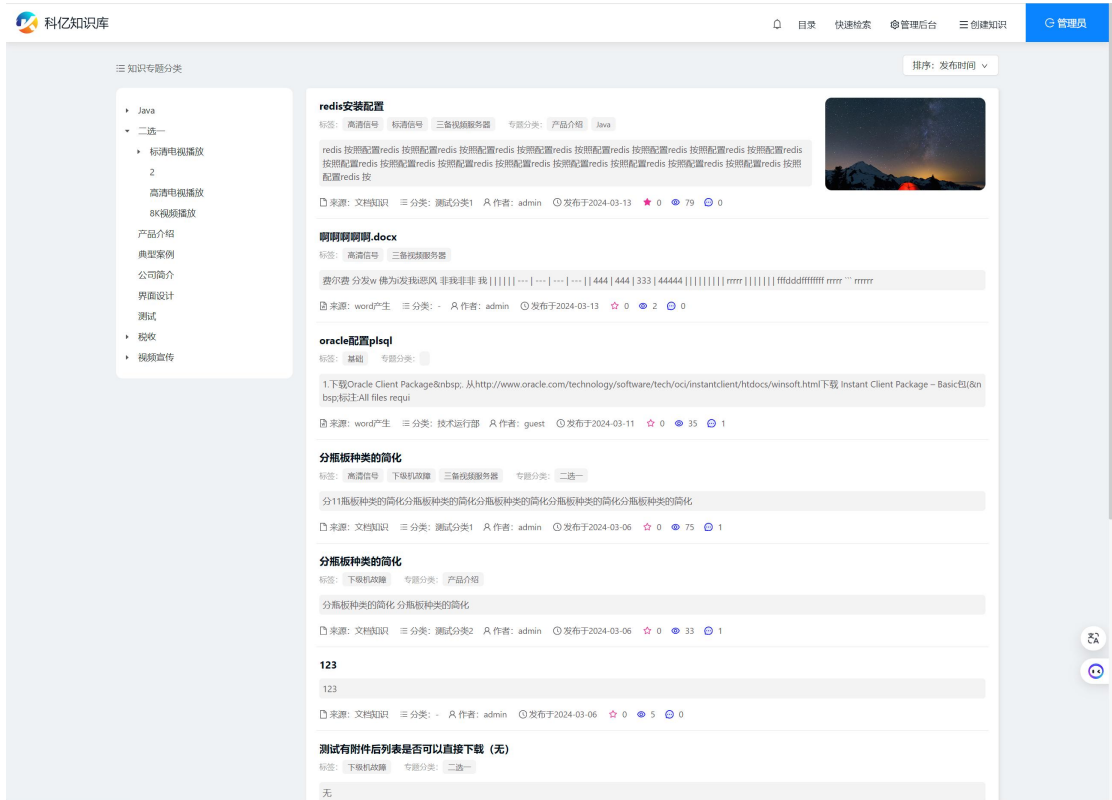 科亿知识库
目录 快速检索 管理后台 创建知识 管理员
知识专题分类
排序：发布时间
Java
二选一
标清电视播放
2
高清电视播放
8K视频播放
产品介绍
典型案例
公司简介
界面设计
测试
税收
视频宣传
redis安装配置
标签： 高清信号 标清信号 三备视频服务器 专题分类： 产品介绍 Java
redis 按照配置redis 按照配置redis 按照配置redis 按照配置redis 按照配置redis 按照配置redis 按照配置redis 按照配置redis
按照配置redis 按照配置redis 按照配置redis 按照配置redis 按照配置redis 按照配置redis 按照配置redis 按照配置redis 按照
配置redis 按
来源：文档知识 分类：测试分类1 作者：admin 发布于2024-03-13 0 79 0
啊啊啊啊啊.docx
标签： 高清信号 三备视频服务器
费尔费 分发w 佛为i发我i恶风 非我非非 我 | | | | | | --- | --- | --- | --- | | 444 | 444 | 333 | 44444 | | | | | | | | | | rrrrr | | | | | | | fffdddffffffff rrrrr ``` rrrrrr
来源：word产生 分类：- 作者：admin 发布于2024-03-13 0 2 0
oracle配置plsql
标签： 基础 专题分类：
1.下载Oracle Client Package&nbsp;. 从http://www.oracle.com/technology/software/tech/oci/instantclient/htdocs/winsoft.html下载 Instant Client Package – Basic包(&n
bsp;标注:All files requi
来源：word产生 分类：技术运行部 作者：guest 发布于2024-03-11 0 35 1
分瓶板种类的简化
标签： 高清信号 下级机故障 三备视频服务器 专题分类： 二选一
分11瓶板种类的简化分瓶板种类的简化分瓶板种类的简化分瓶板种类的简化分瓶板种类的简化
来源：文档知识 分类：测试分类1 作者：admin 发布于2024-03-06 0 75 1
分瓶板种类的简化
标签： 下级机故障 专题分类： 产品介绍
分瓶板种类的简化 分瓶板种类的简化
来源：文档知识 分类：测试分类2 作者：admin 发布于2024-03-06 0 33 1
123
123
来源：文档知识 分类：- 作者：admin 发布于2024-03-06 0 5 0
测试有附件后列表是否可以直接下载（无）
标签： 下级机故障 专题分类： 二选一
无